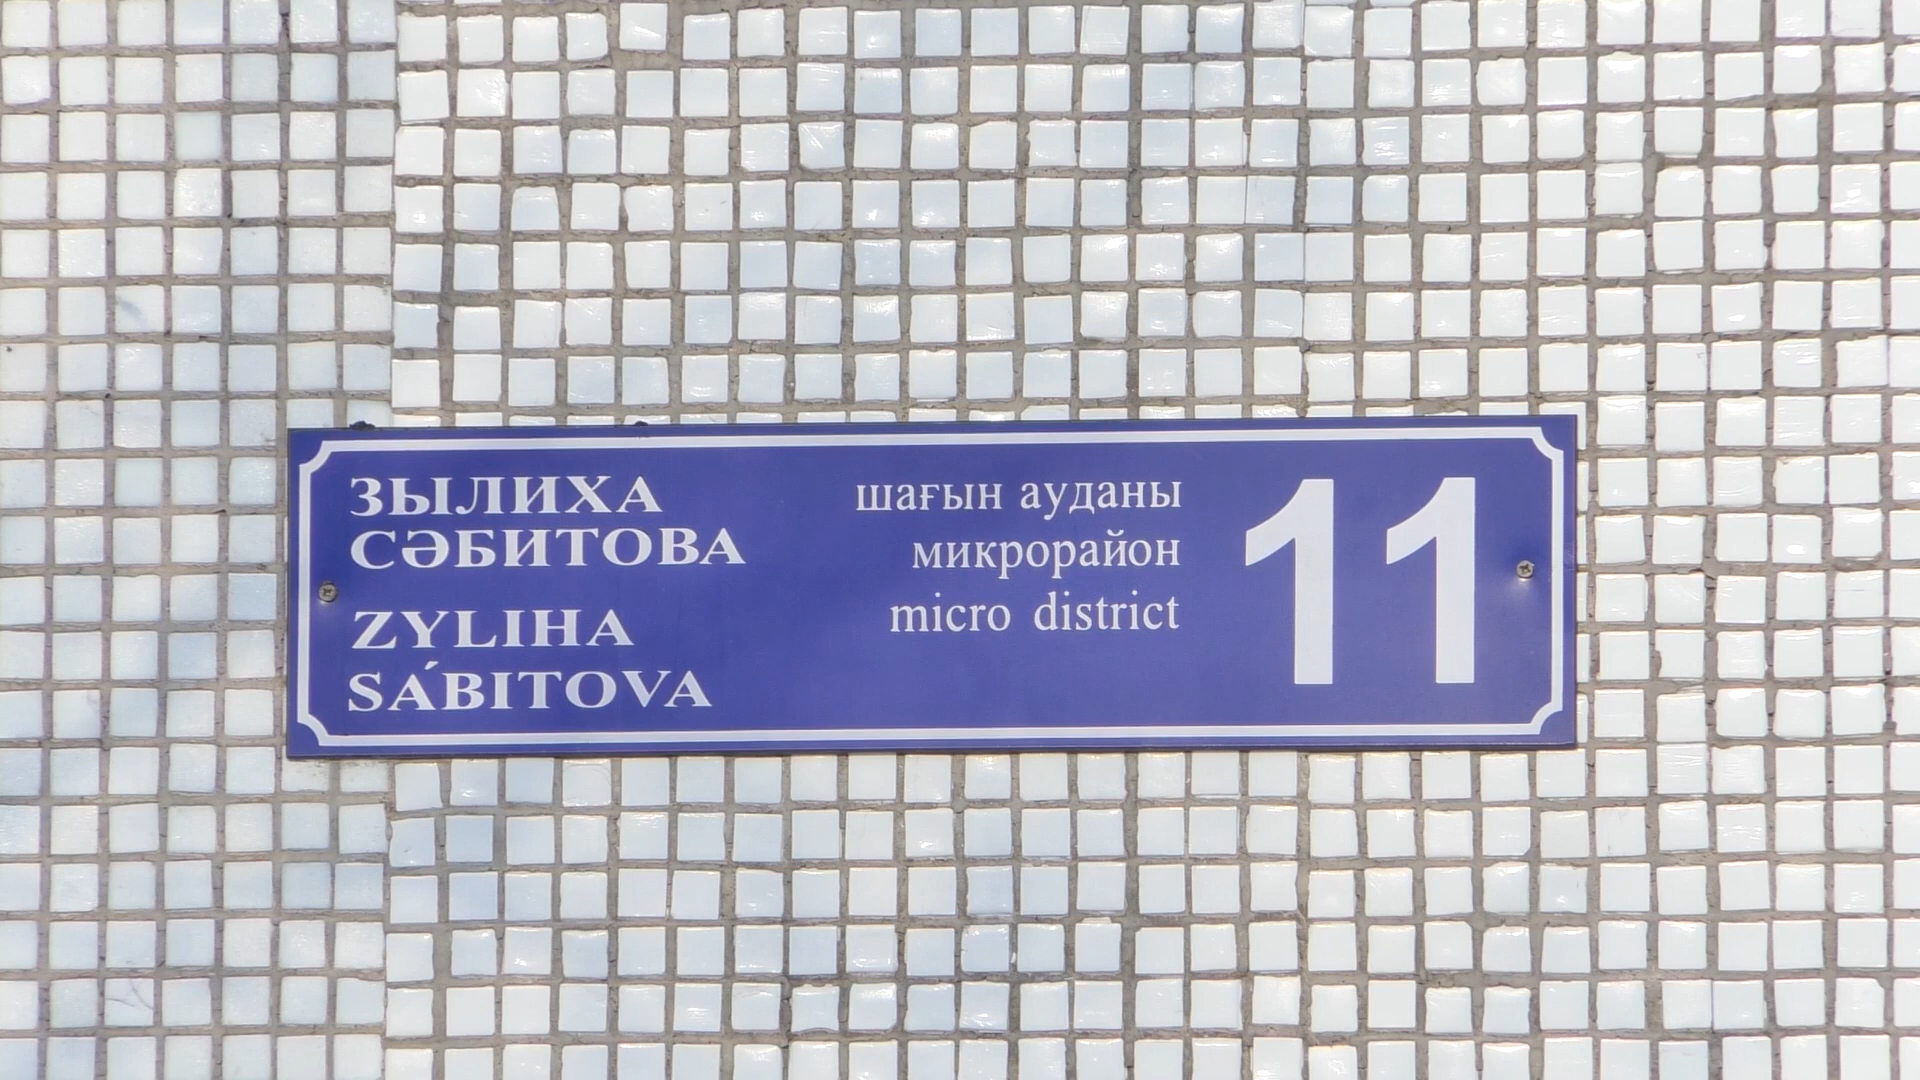 ЗЫЛИХА
СӘБИТОВА
ZYLIHA
SÁBITOVA
шағын ауданы
микрорайон
micro district
11